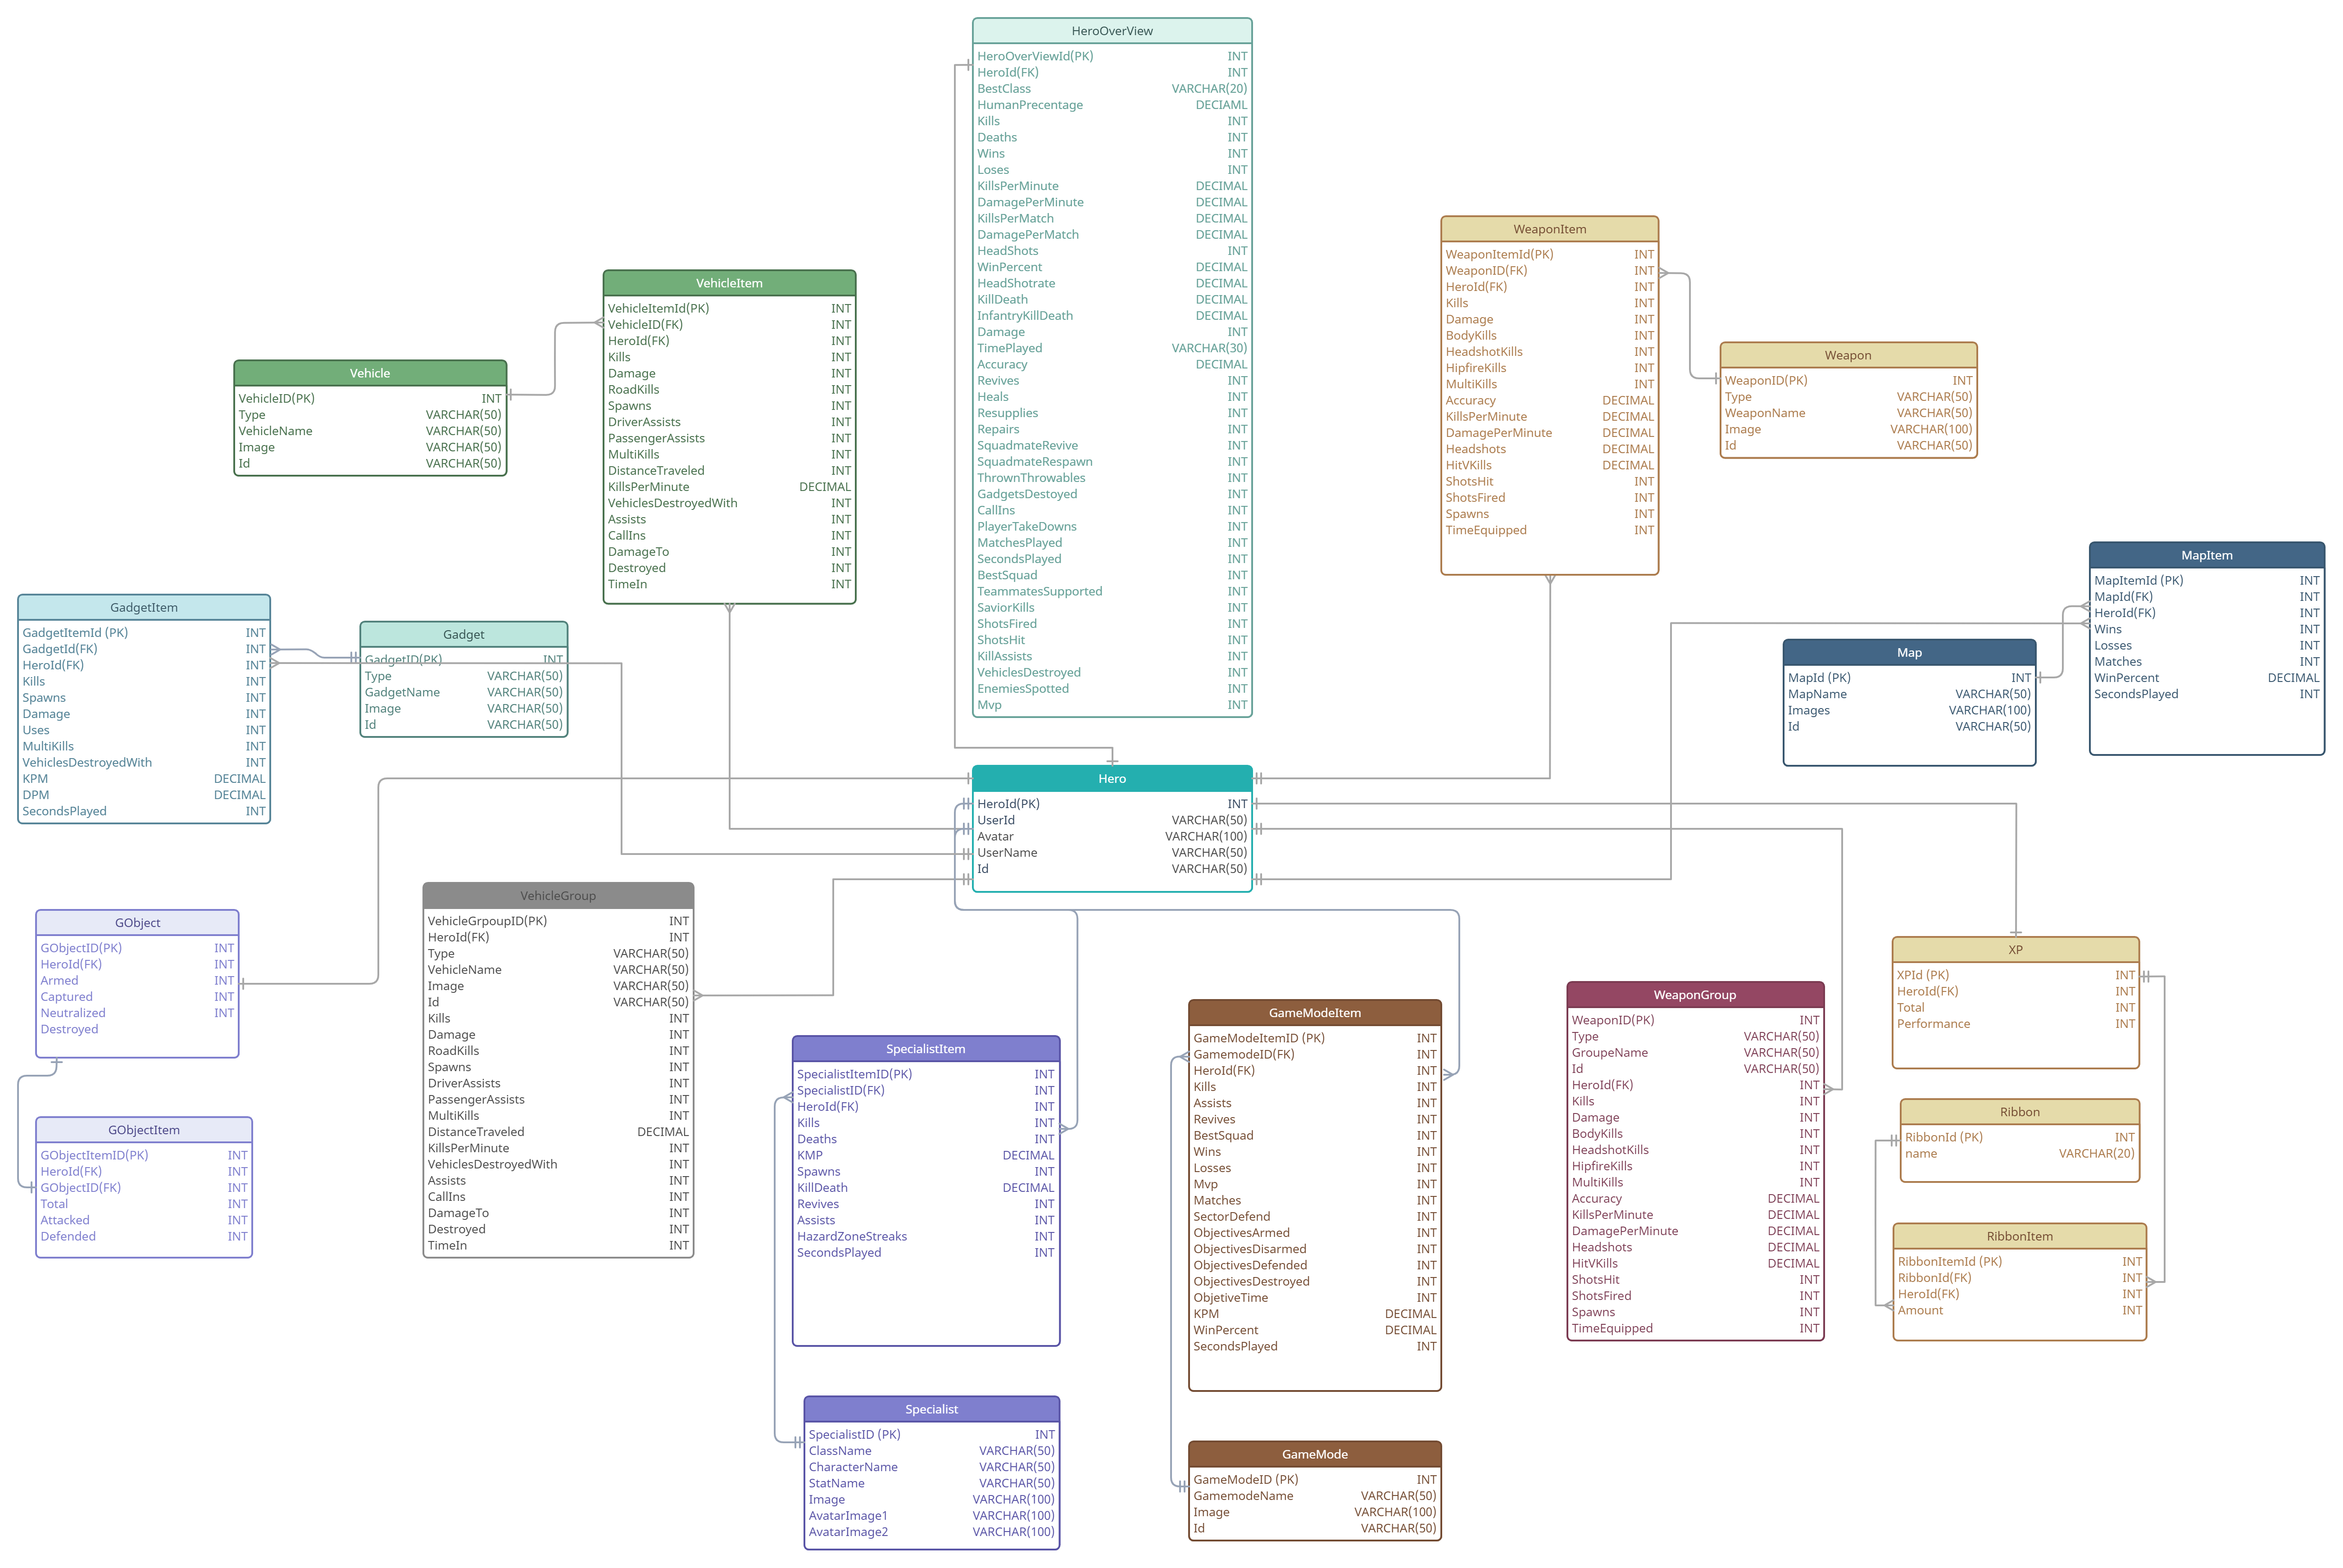 HeroOverView
HeroOverViewId(PK) INT
HeroId(FK) INT
BestClass VARCHAR(20)
HumanPrecentage DECIAML
Kills INT
Deaths INT
Wins INT
Loses INT
KillsPerMinute DECIMAL
DamagePerMinute DECIMAL
KillsPerMatch DECIMAL
DamagePerMatch DECIMAL
HeadShots INT
WinPercent DECIMAL
HeadShotrate DECIMAL
KillDeath DECIMAL
InfantryKillDeath DECIMAL
Damage INT
TimePlayed VARCHAR(30)
Accuracy DECIMAL
Revives INT
Heals INT
Resupplies INT
Repairs INT
SquadmateRevive INT
SquadmateRespawn INT
ThrownThrowables INT
GadgetsDestoyed INT
CallIns INT
PlayerTakeDowns INT
MatchesPlayed INT
SecondsPlayed INT
BestSquad INT
TeammatesSupported INT
SaviorKills INT
ShotsFired INT
ShotsHit INT
KillAssists INT
VehiclesDestroyed INT
EnemiesSpotted INT
Mvp INT
WeaponItem
WeaponItemId(PK) INT
WeaponID(FK) INT
HeroId(FK) INT
Kills INT
Damage INT
BodyKills INT
HeadshotKills INT
HipfireKills INT
MultiKills INT
Accuracy DECIMAL
KillsPerMinute DECIMAL
DamagePerMinute DECIMAL
Headshots DECIMAL
HitVKills DECIMAL
ShotsHit INT
ShotsFired INT
Spawns INT
TimeEquipped INT
VehicleItem
VehicleItemId(PK) INT
VehicleID(FK) INT
HeroId(FK) INT
Kills INT
Damage INT
RoadKills INT
Spawns INT
DriverAssists INT
PassengerAssists INT
MultiKills INT
DistanceTraveled INT
KillsPerMinute DECIMAL
VehiclesDestroyedWith INT
Assists INT
CallIns INT
DamageTo INT
Destroyed INT
TimeIn INT
Weapon
WeaponID(PK) INT
Type VARCHAR(50)
WeaponName VARCHAR(50)
Image VARCHAR(100)
Id VARCHAR(50)
Vehicle
VehicleID(PK) INT
Type VARCHAR(50)
VehicleName VARCHAR(50)
Image VARCHAR(50)
Id VARCHAR(50)
MapItem
MapItemId (PK) INT
MapId(FK) INT
HeroId(FK) INT
Wins INT
Losses INT
Matches INT
WinPercent DECIMAL
SecondsPlayed INT
GadgetItem
GadgetItemId (PK) INT
GadgetId(FK) INT
HeroId(FK) INT
Kills INT
Spawns INT
Damage INT
Uses INT
MultiKills INT
VehiclesDestroyedWith INT
KPM DECIMAL
DPM DECIMAL
SecondsPlayed INT
Gadget
GadgetID(PK) INT
Type VARCHAR(50)
GadgetName VARCHAR(50)
Image VARCHAR(50)
Id VARCHAR(50)
Map
MapId (PK) INT
MapName VARCHAR(50)
Images VARCHAR(100)
Id VARCHAR(50)
Hero
HeroId(PK) INT
UserId VARCHAR(50)
Avatar VARCHAR(100)
UserName VARCHAR(50)
Id VARCHAR(50)
VehicleGroup
VehicleGrpoupID(PK) INT
HeroId(FK) INT
Type VARCHAR(50)
VehicleName VARCHAR(50)
Image VARCHAR(50)
Id VARCHAR(50)
Kills INT
Damage INT
RoadKills INT
Spawns INT
DriverAssists INT
PassengerAssists INT
MultiKills INT
DistanceTraveled DECIMAL
KillsPerMinute INT
VehiclesDestroyedWith INT
Assists INT
CallIns INT
DamageTo INT
Destroyed INT
TimeIn INT
GObject
GObjectID(PK) INT
HeroId(FK) INT
Armed INT
Captured INT
Neutralized INT
Destroyed
XP
XPId (PK) INT
HeroId(FK) INT
Total INT
Performance INT
WeaponGroup
WeaponID(PK) INT
Type VARCHAR(50)
GroupeName VARCHAR(50)
Id VARCHAR(50)
HeroId(FK) INT
Kills INT
Damage INT
BodyKills INT
HeadshotKills INT
HipfireKills INT
MultiKills INT
Accuracy DECIMAL
KillsPerMinute DECIMAL
DamagePerMinute DECIMAL
Headshots DECIMAL
HitVKills DECIMAL
ShotsHit INT
ShotsFired INT
Spawns INT
TimeEquipped INT
GameModeItem
GameModeItemID (PK) INT
GamemodeID(FK) INT
HeroId(FK) INT
Kills INT
Assists INT
Revives INT
BestSquad INT
Wins INT
Losses INT
Mvp INT
Matches INT
SectorDefend INT
ObjectivesArmed INT
ObjectivesDisarmed INT
ObjectivesDefended INT
ObjectivesDestroyed INT
ObjetiveTime INT
KPM DECIMAL
WinPercent DECIMAL
SecondsPlayed INT
SpecialistItem
SpecialistItemID(PK) INT
SpecialistID(FK) INT
HeroId(FK) INT
Kills INT
Deaths INT
KMP DECIMAL
Spawns INT
KillDeath DECIMAL
Revives INT
Assists INT
HazardZoneStreaks INT
SecondsPlayed INT
Ribbon
RibbonId (PK) INT
name VARCHAR(20)
GObjectItem
GObjectItemID(PK) INT
HeroId(FK) INT
GObjectID(FK) INT
Total INT
Attacked INT
Defended INT
RibbonItem
RibbonItemId (PK) INT
RibbonId(FK) INT
HeroId(FK) INT
Amount INT
Specialist
SpecialistID (PK) INT
ClassName VARCHAR(50)
CharacterName VARCHAR(50)
StatName VARCHAR(50)
Image VARCHAR(100)
AvatarImage1 VARCHAR(100)
AvatarImage2 VARCHAR(100)
GameMode
GameModeID (PK) INT
GamemodeName VARCHAR(50)
Image VARCHAR(100)
Id VARCHAR(50)